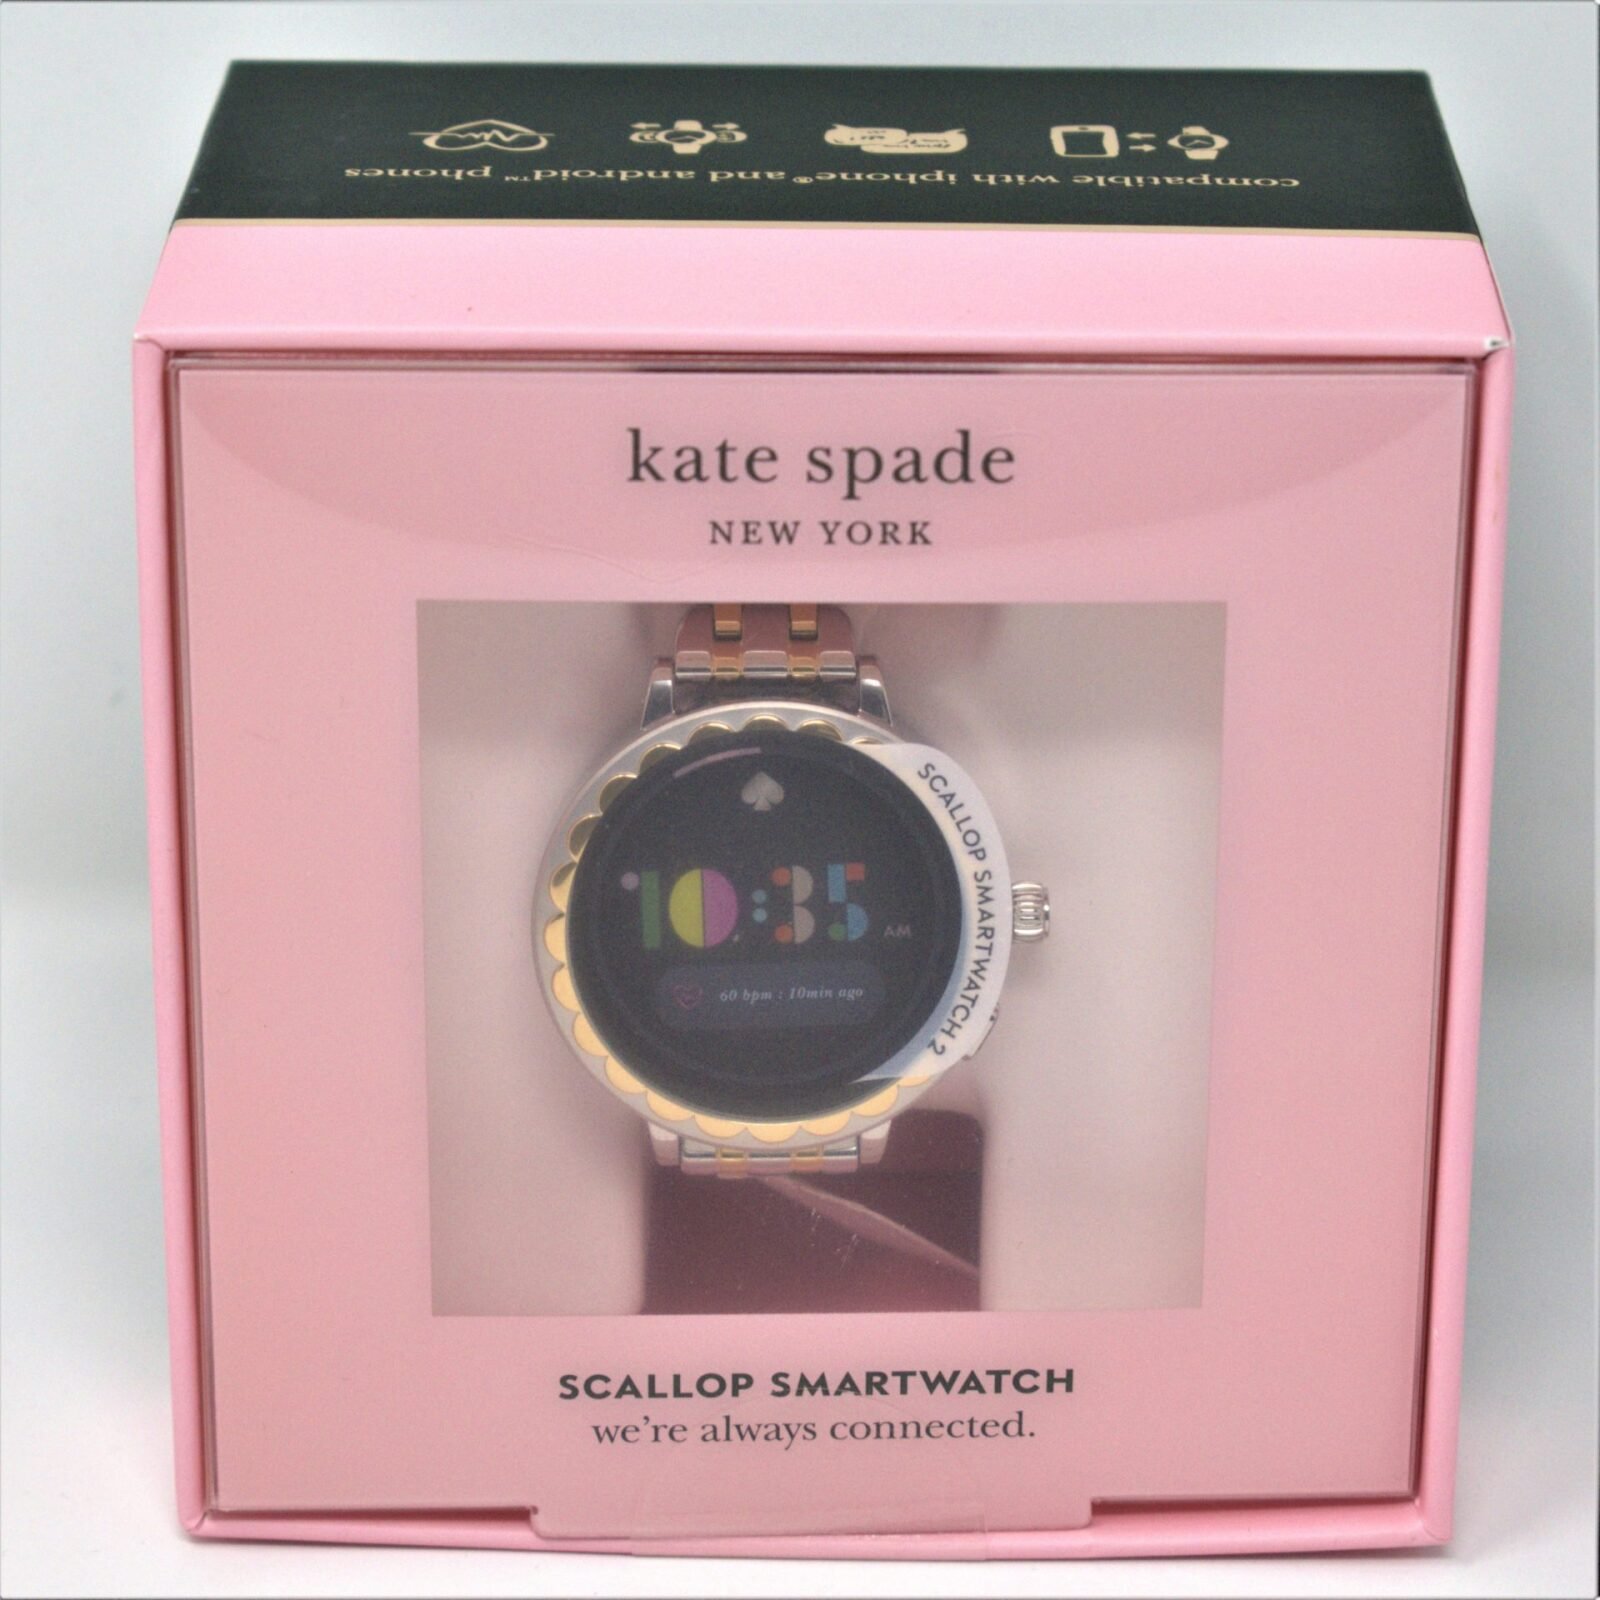 compatible with iphone® and android™ phones
kate spade
NEW YORK
SCALLOP SMARTWATCH 2
10:35 AM
60 bpm : 10min ago
SCALLOP SMARTWATCH
we're always connected.